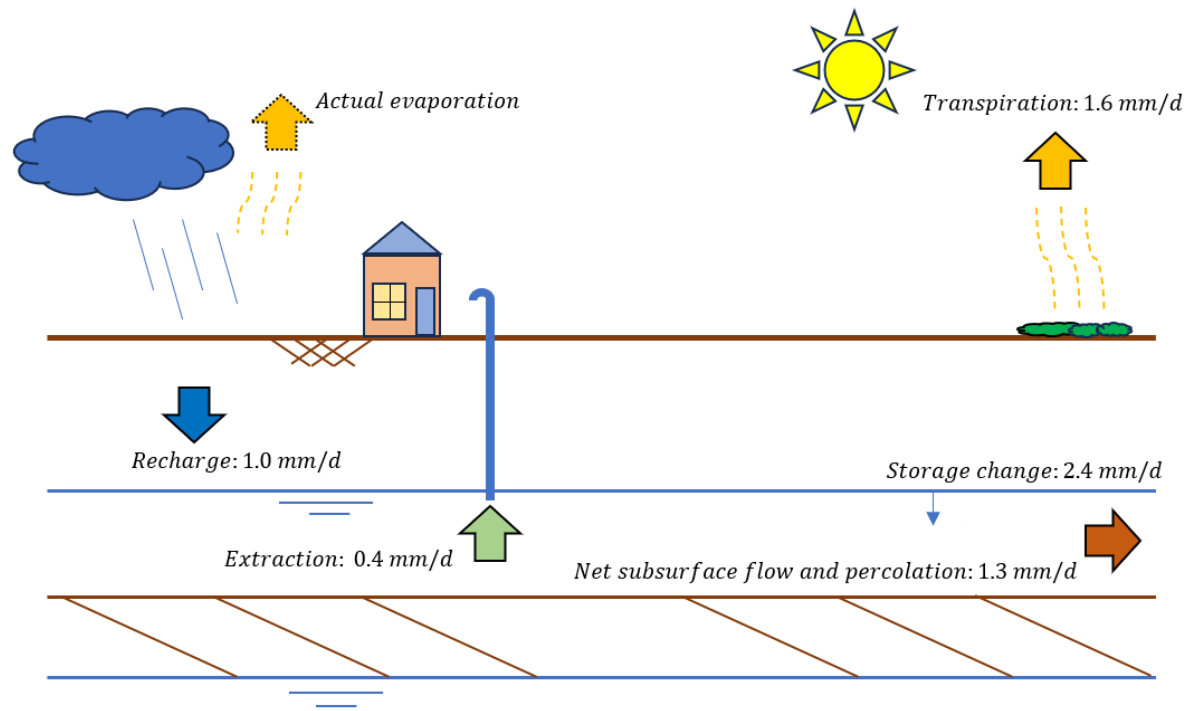 Actual evaporation
Transpiration: 1.6 mm/d
Recharge: 1.0 mm/d
Storage change: 2.4 mm/d
Extraction: 0.4 mm/d
Net subsurface flow and percolation: 1.3 mm/d